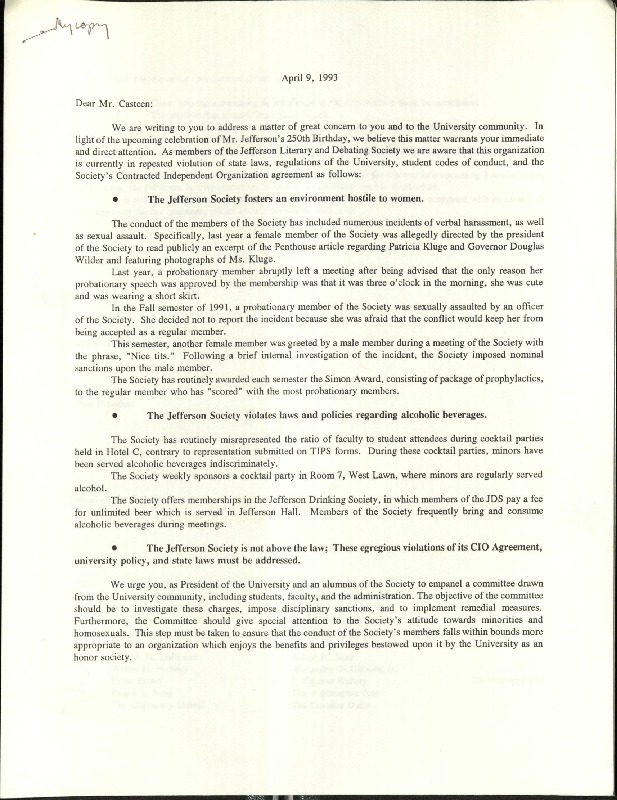 My copy
April 9, 1993
Dear Mr. Casteen:
We are writing to you to address a matter of great concern to you and to the University community. In
light of the upcoming celebration of Mr. Jefferson's 250th Birthday, we believe this matter warrants your immediate
and direct attention. As members of the Jefferson Literary and Debating Society we are aware that this organization
is currently in repeated violation of state laws, regulations of the University, student codes of conduct, and the
Society's Contracted Independent Organization agreement as follows:
● The Jefferson Society fosters an environment hostile to women.
The conduct of the members of the Society has included numerous incidents of verbal harassment, as well
as sexual assault. Specifically, last year a female member of the Society was allegedly directed by the president
of the Society to read publicly an excerpt of the Penthouse article regarding Patricia Kluge and Governor Douglas
Wilder and featuring photographs of Ms. Kluge.
Last year, a probationary member abruptly left a meeting after being advised that the only reason her
probationary speech was approved by the membership was that it was three o'clock in the morning, she was cute
and was wearing a short skirt.
In the Fall semester of 1991, a probationary member of the Society was sexually assaulted by an officer
of the Society. She decided not to report the incident because she was afraid that the conflict would keep her from
being accepted as a regular member.
This semester, another female member was greeted by a male member during a meeting of the Society with
the phrase, "Nice tits." Following a brief internal investigation of the incident, the Society imposed nominal
sanctions upon the male member.
The Society has routinely awarded each semester the Simon Award, consisting of package of prophylactics,
to the regular member who has "scored" with the most probationary members.
● The Jefferson Society violates laws and policies regarding alcoholic beverages.
The Society has routinely misrepresented the ratio of faculty to student attendees during cocktail parties
held in Hotel C, contrary to representation submitted on TIPS forms. During these cocktail parties, minors have
been served alcoholic beverages indiscriminately.
The Society weekly sponsors a cocktail party in Room 7, West Lawn, where minors are regularly served
alcohol.
The Society offers memberships in the Jefferson Drinking Society, in which members of the JDS pay a fee
for unlimited beer which is served in Jefferson Hall. Members of the Society frequently bring and consume
alcoholic beverages during meetings.
● The Jefferson Society is not above the law; These egregious violations of its CIO Agreement,
university policy, and state laws must be addressed.
We urge you, as President of the University and an alumnus of the Society to empanel a committee drawn
from the University community, including students, faculty, and the administration. The objective of the committee
should be to investigate these charges, impose disciplinary sanctions, and to implement remedial measures.
Furthermore, the Committee should give special attention to the Society's attitude towards minorities and
homosexuals. This step must be taken to ensure that the conduct of the Society's members falls within bounds more
appropriate to an organization which enjoys the benefits and privileges bestowed upon it by the University as an
honor society.